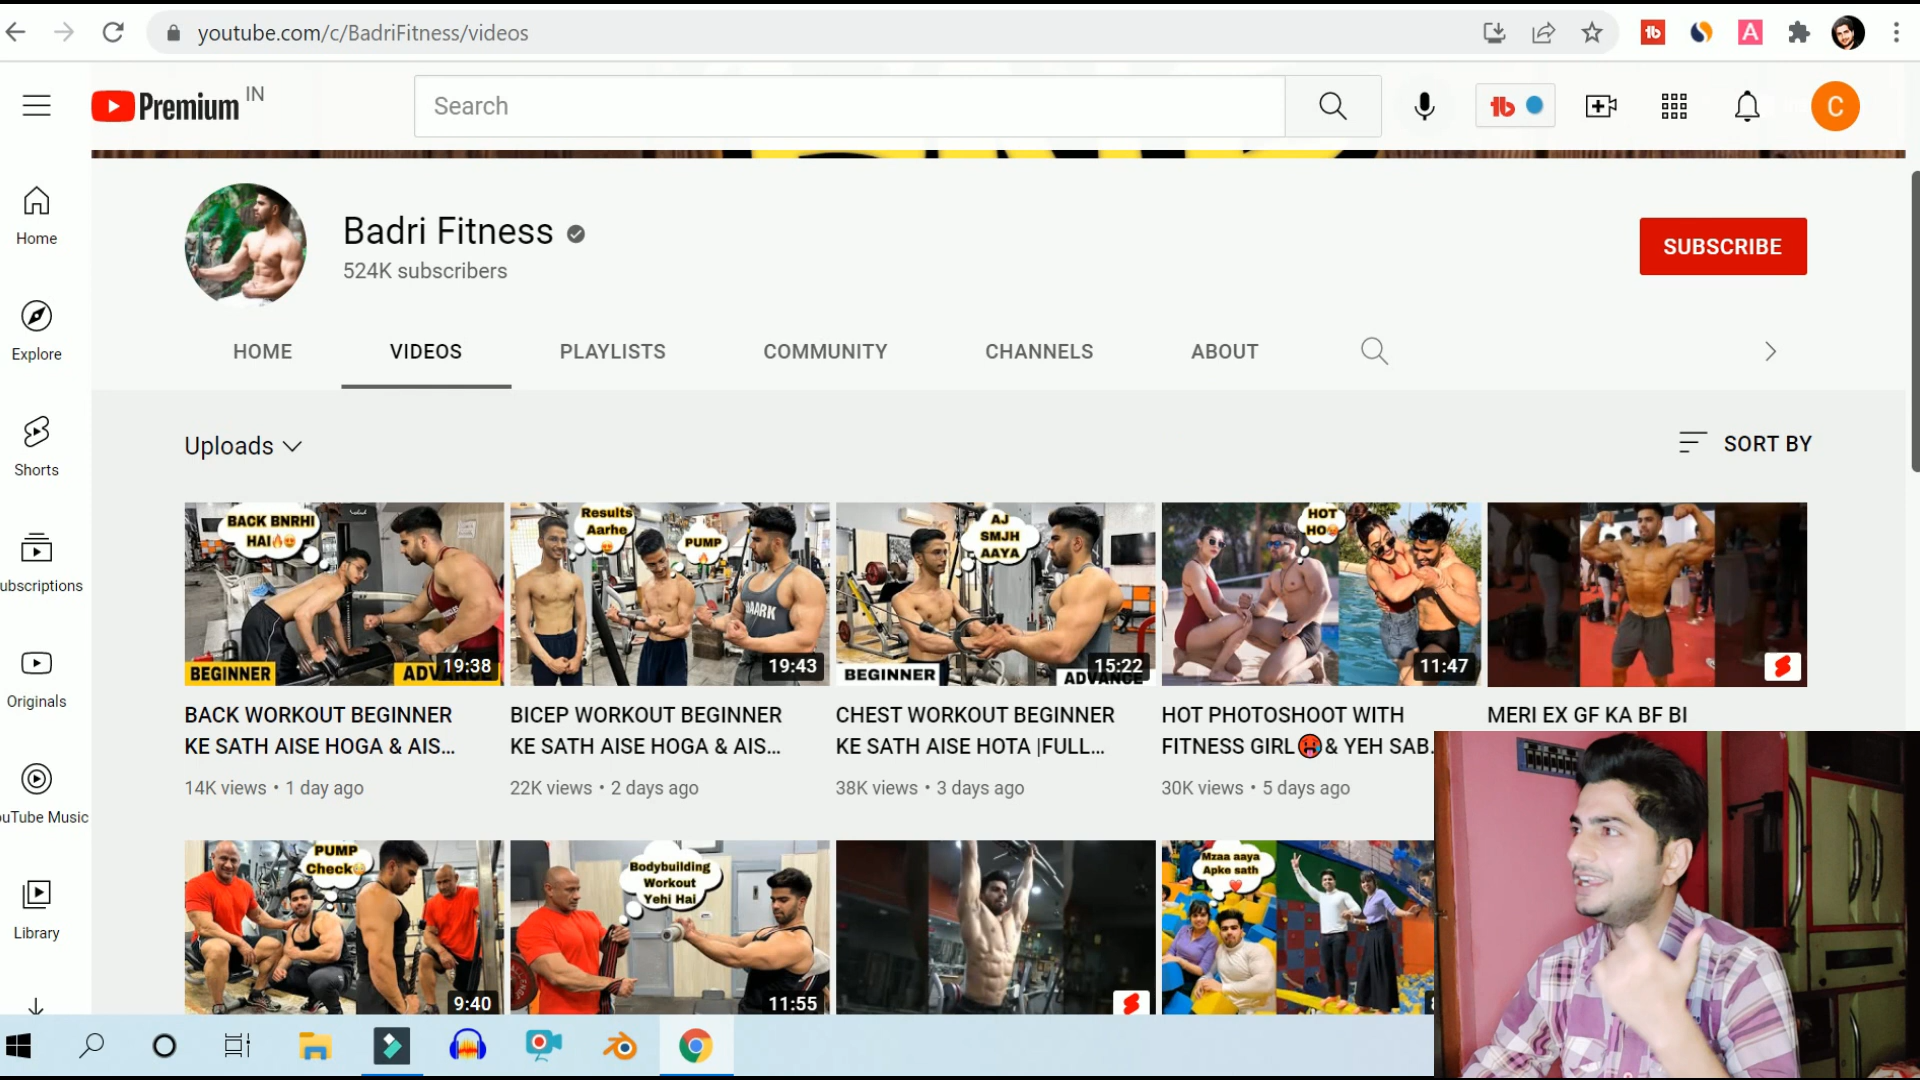 youtube.com/c/BadriFitness/videos
A
Premium IN
Search
C
Home
Explore
Shorts
ubscriptions
Originals
ouTube Music
Library
Badri Fitness
524K subscribers
SUBSCRIBE
HOME
VIDEOS
PLAYLISTS
COMMUNITY
CHANNELS
ABOUT
Uploads
SORT BY
BACK BNRHI
HAI🔥😍
BEGINNER
ADVANCE
19:38
BACK WORKOUT BEGINNER
KE SATH AISE HOGA & AIS...
14K views • 1 day ago
Results
Aarhe
😍
PUMP
🔥
19:43
BICEP WORKOUT BEGINNER
KE SATH AISE HOGA & AIS...
22K views • 2 days ago
AJ
SMJH
AAYA
BEGINNER
15:22
ADVANCE
CHEST WORKOUT BEGINNER
KE SATH AISE HOTA |FULL...
38K views • 3 days ago
HOT
HO🥵
11:47
HOT PHOTOSHOOT WITH
FITNESS GIRL🥵& YEH SAB.
30K views • 5 days ago
MERI EX GF KA BF BI
PUMP
Check
9:40
Bodybuilding
Workout
Yehi Hai
11:55
Mzaa aaya
Apke sath
❤️